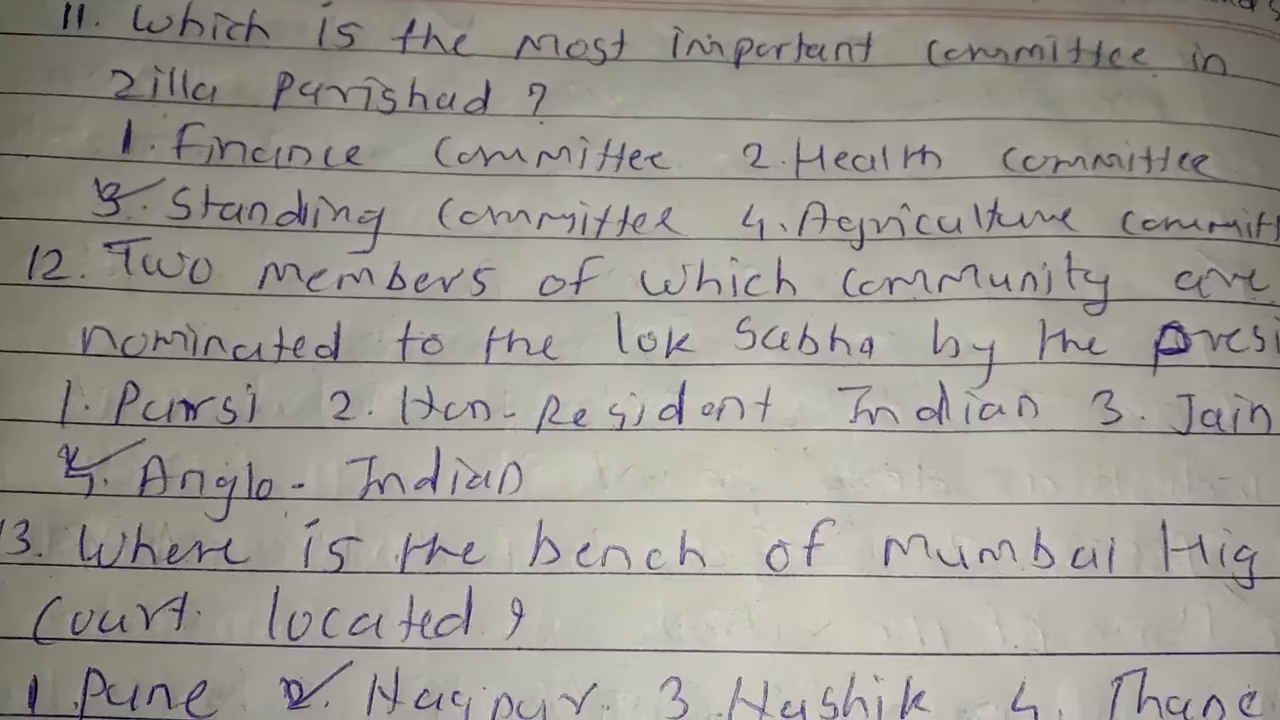 11. Which is the most important committee in
Zilla Parishad ?
1. Finance Committee 2. Health committee
3. Standing Committee 4. Agriculture committ
12. Two members of which community are
nominated to the lok Sabha by the presi
1. Parsi 2. Non-Resident Indian 3. Jain
4. Anglo-Indian
13. Where is the bench of Mumbai Hig
Court located ?
1 Pune 2. Nagpur. 3. Nashik 4. Thane